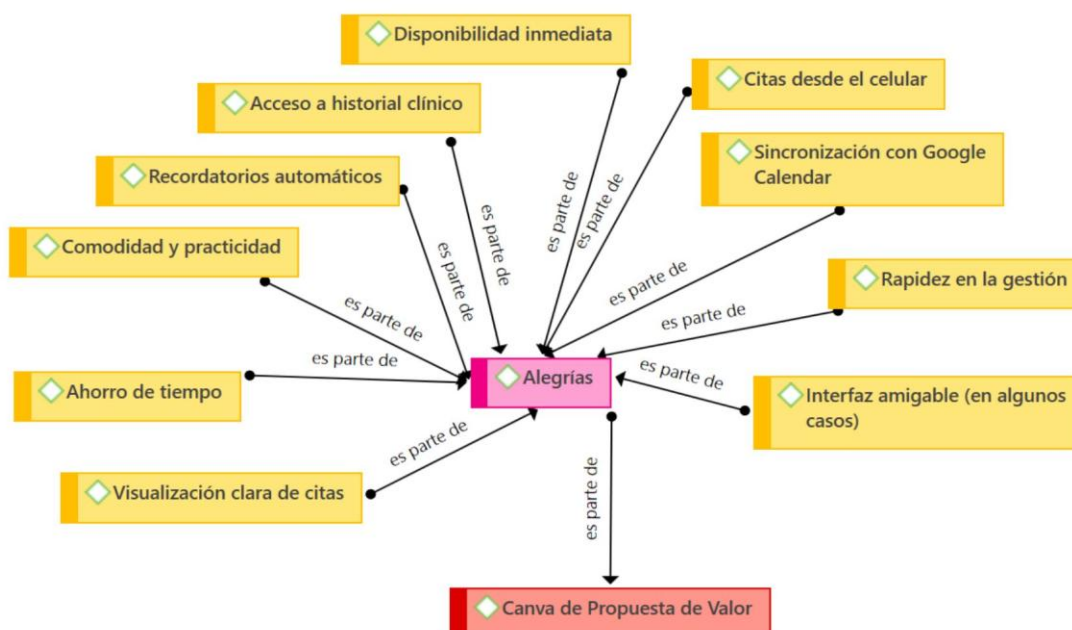 Disponibilidad inmediata
Citas desde el celular
Acceso a historial clínico
Sincronización con Google
Calendar
Recordatorios automáticos
Comodidad y practicidad
Rapidez en la gestión
es parte de
es parte de
es parte de
es parte de
es parte de
es parte de
es parte de
es parte de
es parte de
es parte de
Ahorro de tiempo
Alegrías
Interfaz amigable (en algunos
casos)
es parte de
Visualización clara de citas
es parte de
Canva de Propuesta de Valor